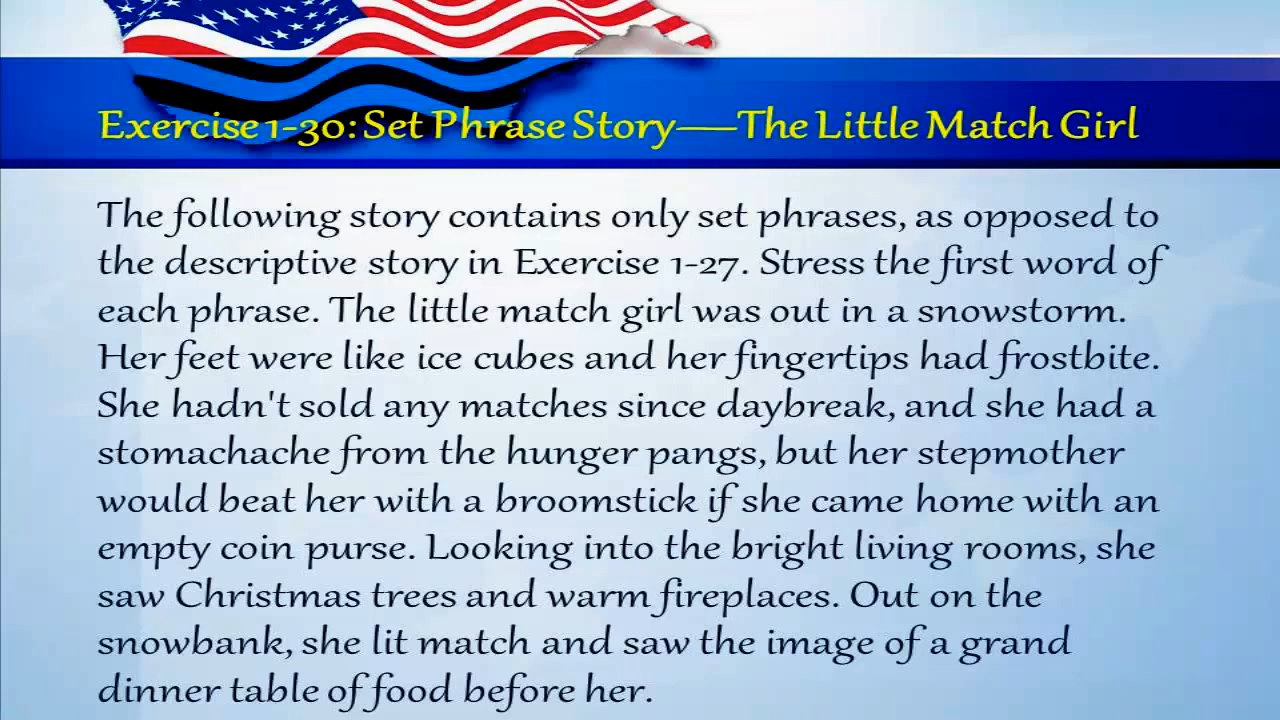 Exercise 1-30: Set Phrase Story——The Little Match Girl
The following story contains only set phrases, as opposed to
the descriptive story in Exercise 1-27. Stress the first word of
each phrase. The little match girl was out in a snowstorm.
Her feet were like ice cubes and her fingertips had frostbite.
She hadn't sold any matches since daybreak, and she had a
stomachache from the hunger pangs, but her stepmother
would beat her with a broomstick if she came home with an
empty coin purse. Looking into the bright living rooms, she
saw Christmas trees and warm fireplaces. Out on the
snowbank, she lit match and saw the image of a grand
dinner table of food before her.